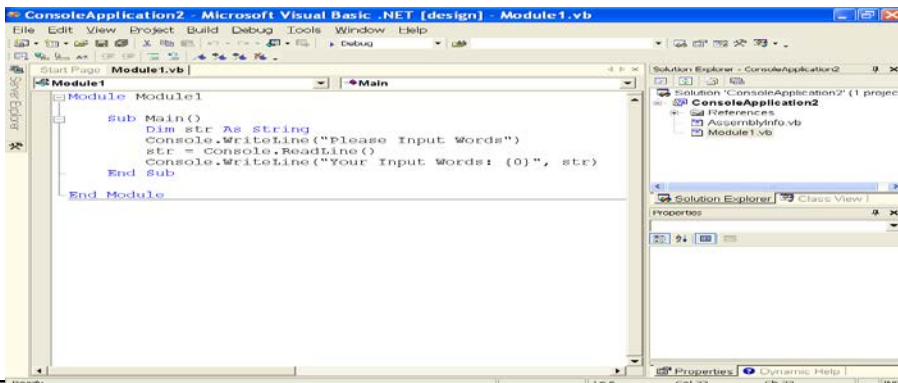 ConsoleApplication2 - Microsoft Visual Basic .NET [design] - Module1.vb
File Edit View Project Build Debug Tools Window Help
Debug
Start Page Module1.vb
Solution Explorer - ConsoleApplication2
Module1
Main
Server Explorer
Module Module1
Sub Main()
Dim str As String
Console.WriteLine("Please Input Words")
str = Console.ReadLine()
Console.WriteLine("Your Input Words: {0}", str)
End Sub
End Module
Solution 'ConsoleApplication2' (1 projec
ConsoleApplication2
References
AssemblyInfo.vb
Module1.vb
Solution Explorer Class View
Properties
Properties Dynamic Help